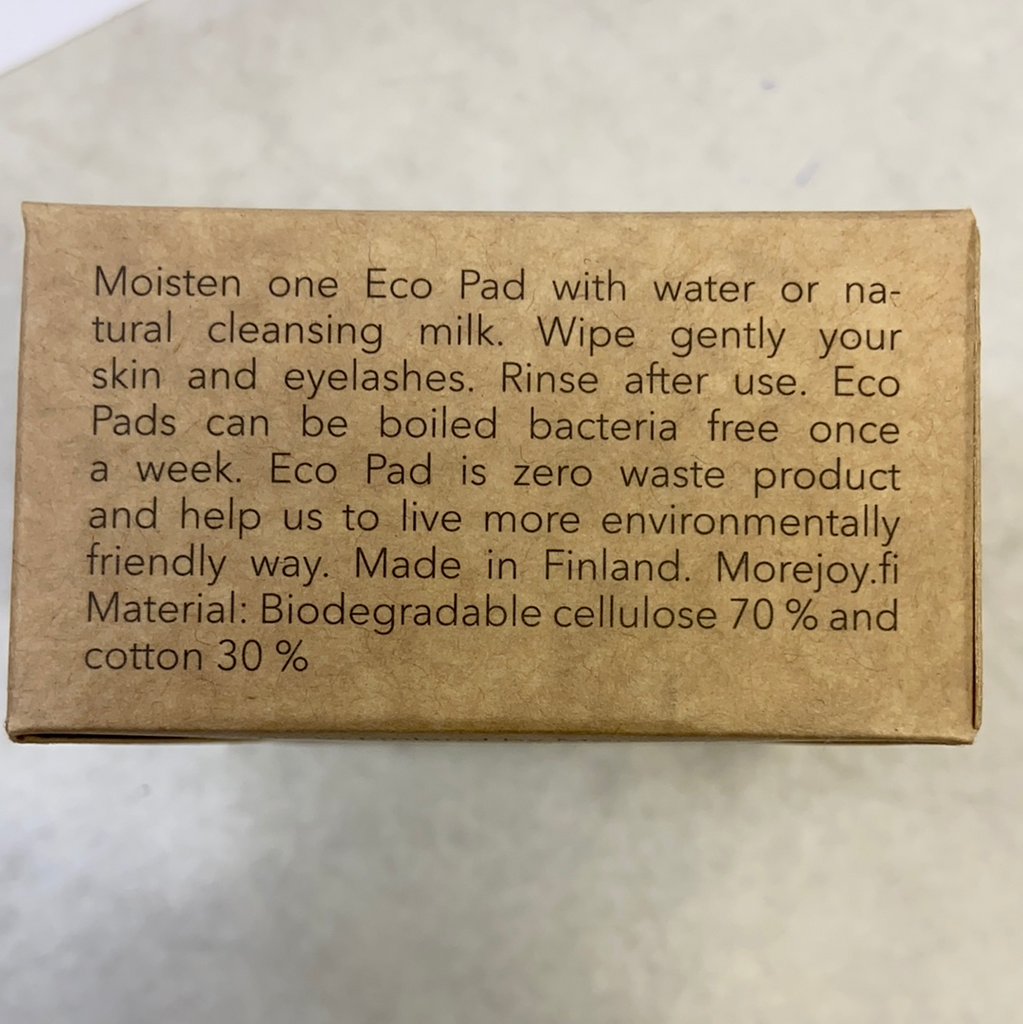 Moisten one Eco Pad with water or na-
tural cleansing milk. Wipe gently your
skin and eyelashes. Rinse after use. Eco
Pads can be boiled bacteria free once
a week. Eco Pad is zero waste product
and help us to live more environmentally
friendly way. Made in Finland. Morejoy.fi
Material: Biodegradable cellulose 70 % and
cotton 30 %